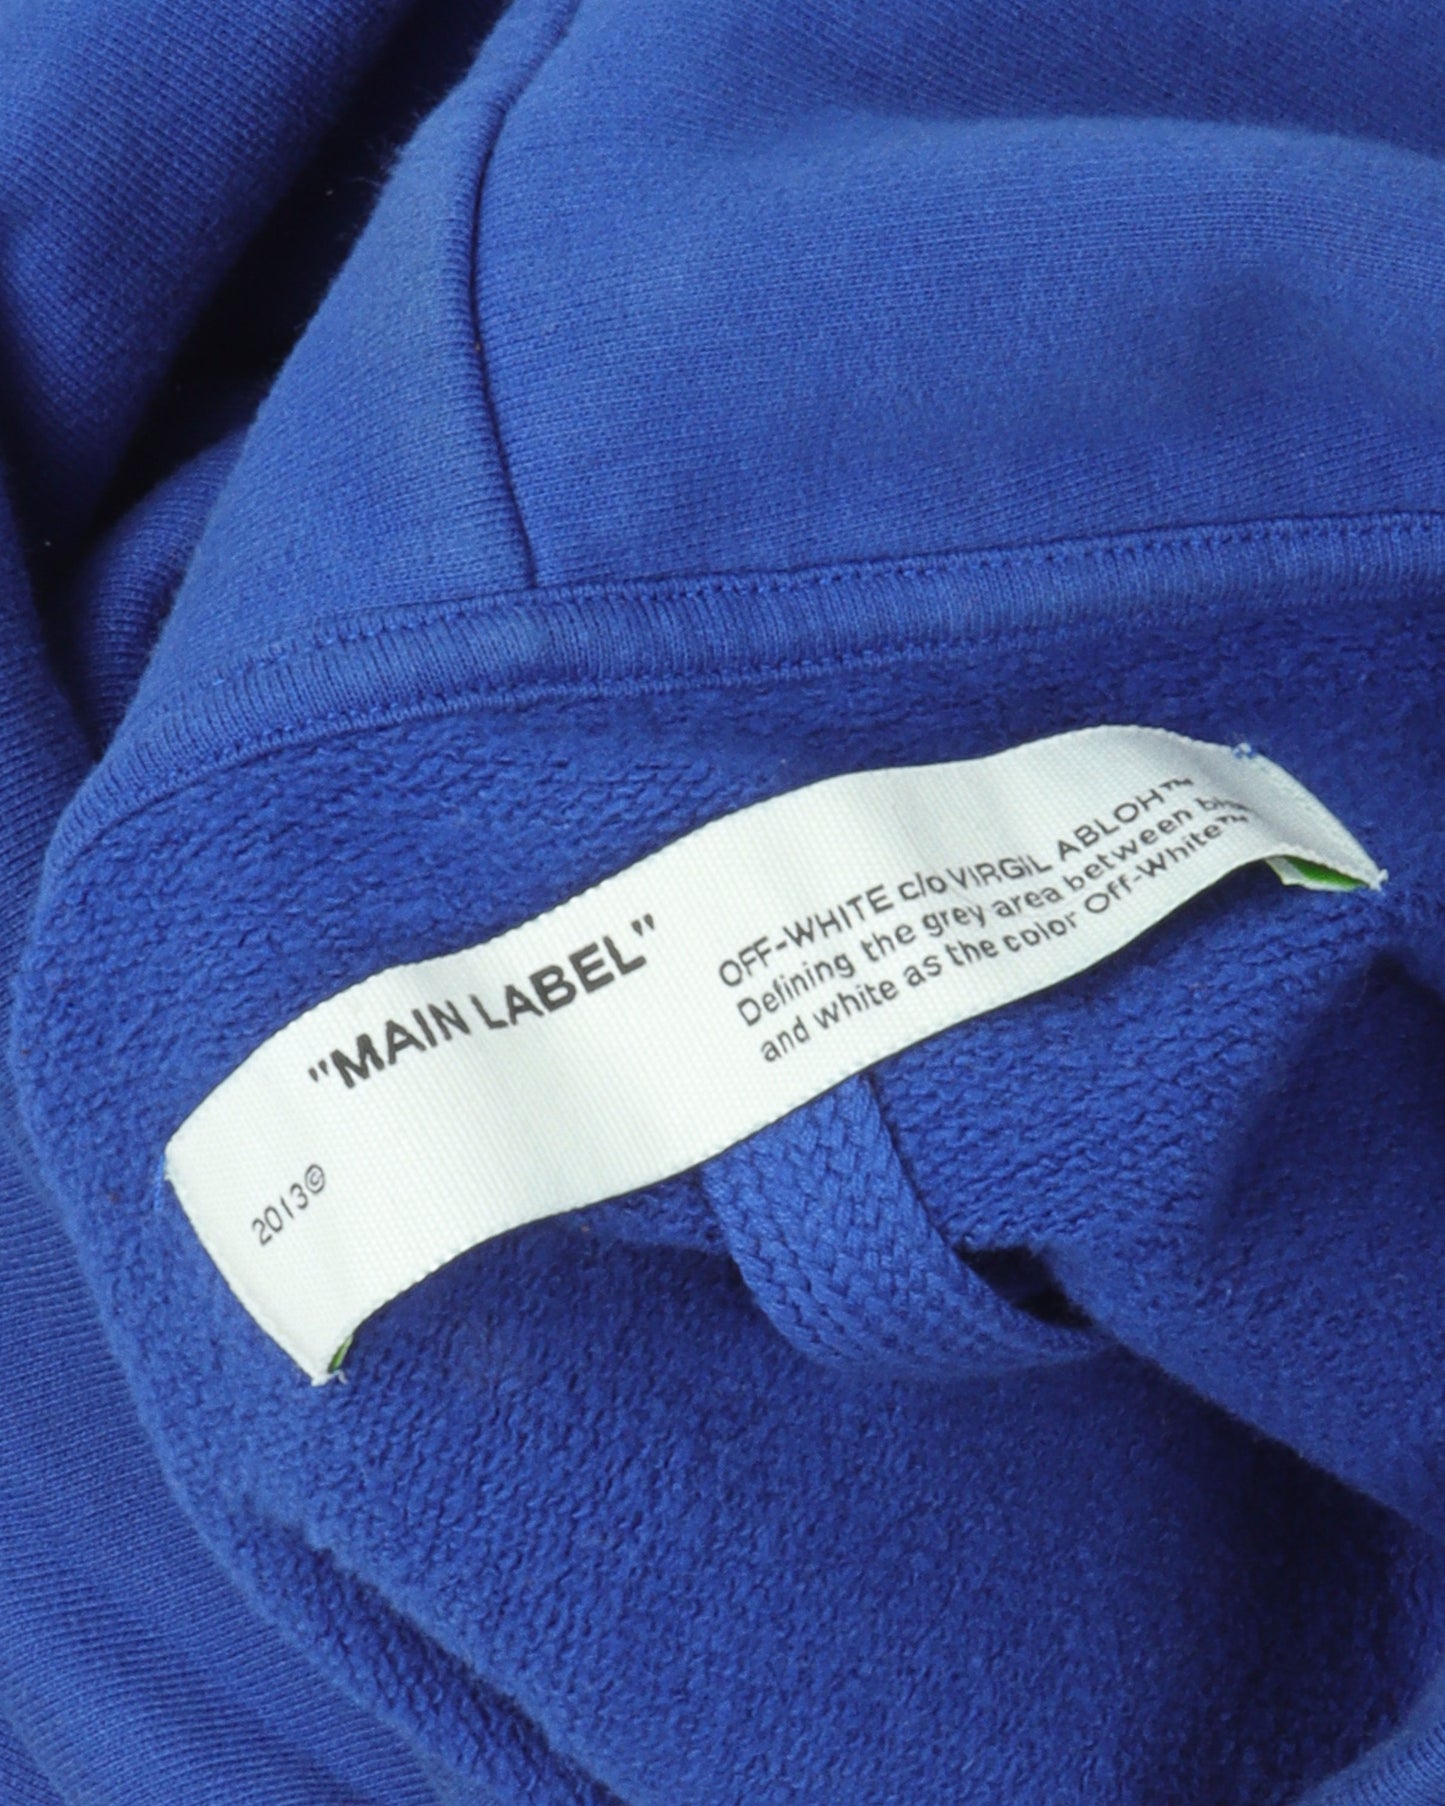 "MAIN LABEL"
OFF-WHITE c/o VIRGIL ABLOH™
Defining the grey area between
and white as the color Off-White™
2013©